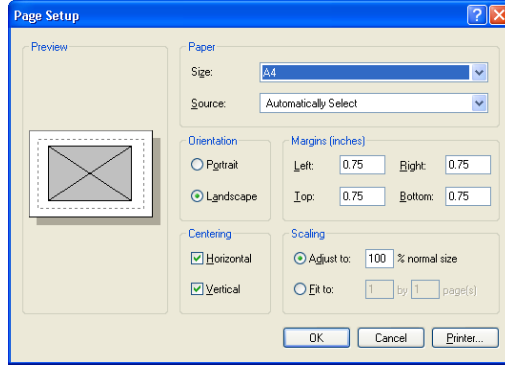 Page Setup
Preview
Paper
Size: A4
Source: Automatically Select
Orientation
Portrait
Landscape
Margins (inches)
Left: 0.75 Right: 0.75
Top: 0.75 Bottom: 0.75
Centering
Horizontal
Vertical
Scaling
Adjust to: 100 % normal size
Fit to: 1 by 1 page(s)
OK Cancel Printer...